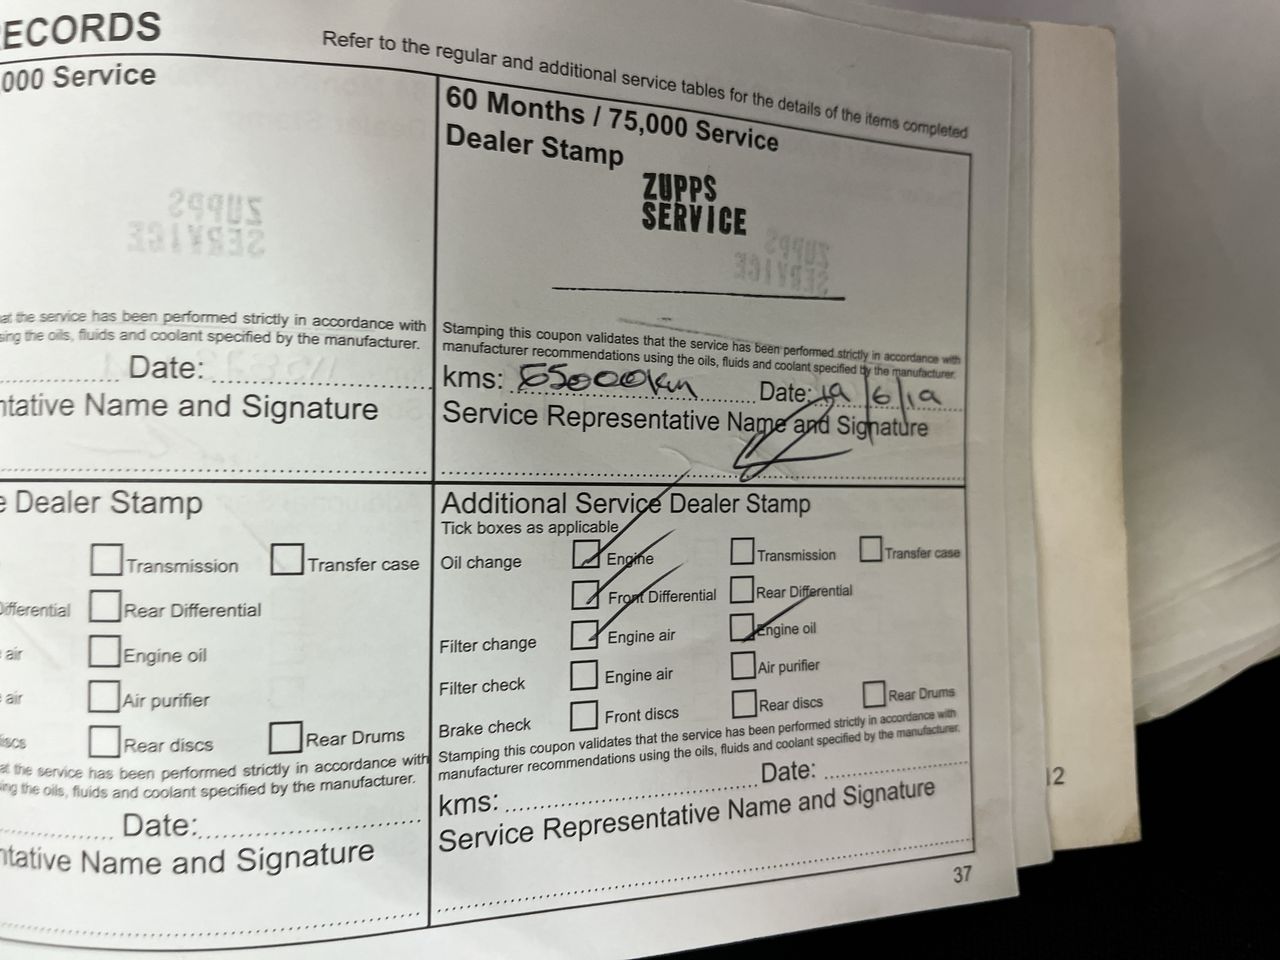 ECORDS
Refer to the regular and additional service tables for the details of the items completed
000 Service
at the service has been performed strictly in accordance with
sing the oils, fluids and coolant specified by the manufacturer.
Date:
ntative Name and Signature
60 Months / 75,000 Service
Dealer Stamp
ZUPPS
SERVICE
Stamping this coupon validates that the service has been performed strictly in accordance with
manufacturer recommendations using the oils, fluids and coolant specified by the manufacturer.
kms: 65000km Date: 19/6/19
Service Representative Name and Signature
e Dealer Stamp
Transmission Transfer case
Differential Rear Differential
air Engine oil
air Air purifier
iscs Rear discs Rear Drums
at the service has been performed strictly in accordance with
ing the oils, fluids and coolant specified by the manufacturer.
Date:
ntative Name and Signature
Additional Service Dealer Stamp
Tick boxes as applicable
Oil change Engine Transmission Transfer case
Front Differential Rear Differential
Filter change Engine air Engine oil
Filter check Engine air Air purifier
Brake check Front discs Rear discs Rear Drums
Stamping this coupon validates that the service has been performed strictly in accordance with
manufacturer recommendations using the oils, fluids and coolant specified by the manufacturer.
kms: Date:
Service Representative Name and Signature
37
12